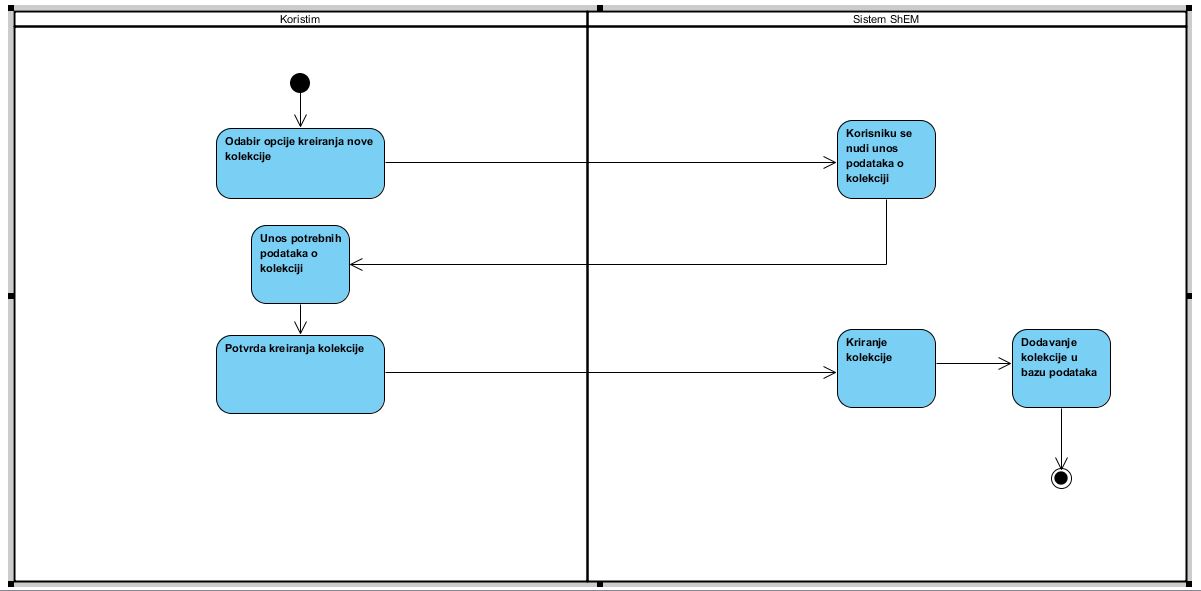 Koristim
Sistem ShEM
Odabir opcije kreiranja nove
kolekcije
Korisniku se
nudi unos
podataka o
kolekciji
Unos potrebnih
podataka o
kolekciji
Potvrda kreiranja kolekcije
Kriranje
kolekcije
Dodavanje
kolekcije u
bazu podataka